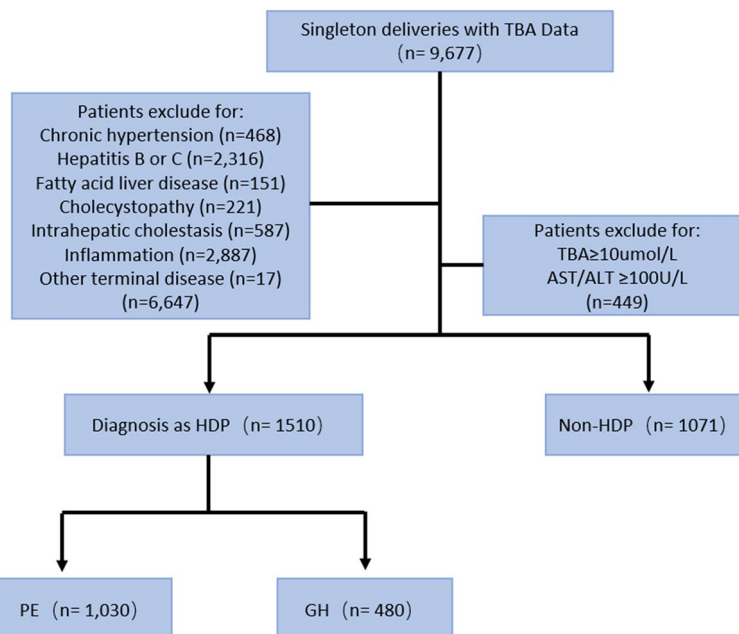 Singleton deliveries with TBA Data
(n= 9,677)
Patients exclude for:
Chronic hypertension (n=468)
Hepatitis B or C (n=2,316)
Fatty acid liver disease (n=151)
Cholecystopathy (n=221)
Intrahepatic cholestasis (n=587)
Inflammation (n=2,887)
Other terminal disease (n=17)
(n=6,647)
Patients exclude for:
TBA≥10umol/L
AST/ALT ≥100U/L
(n=449)
Diagnosis as HDP（n= 1510）
Non-HDP（n= 1071）
PE（n= 1,030）
GH（n= 480）